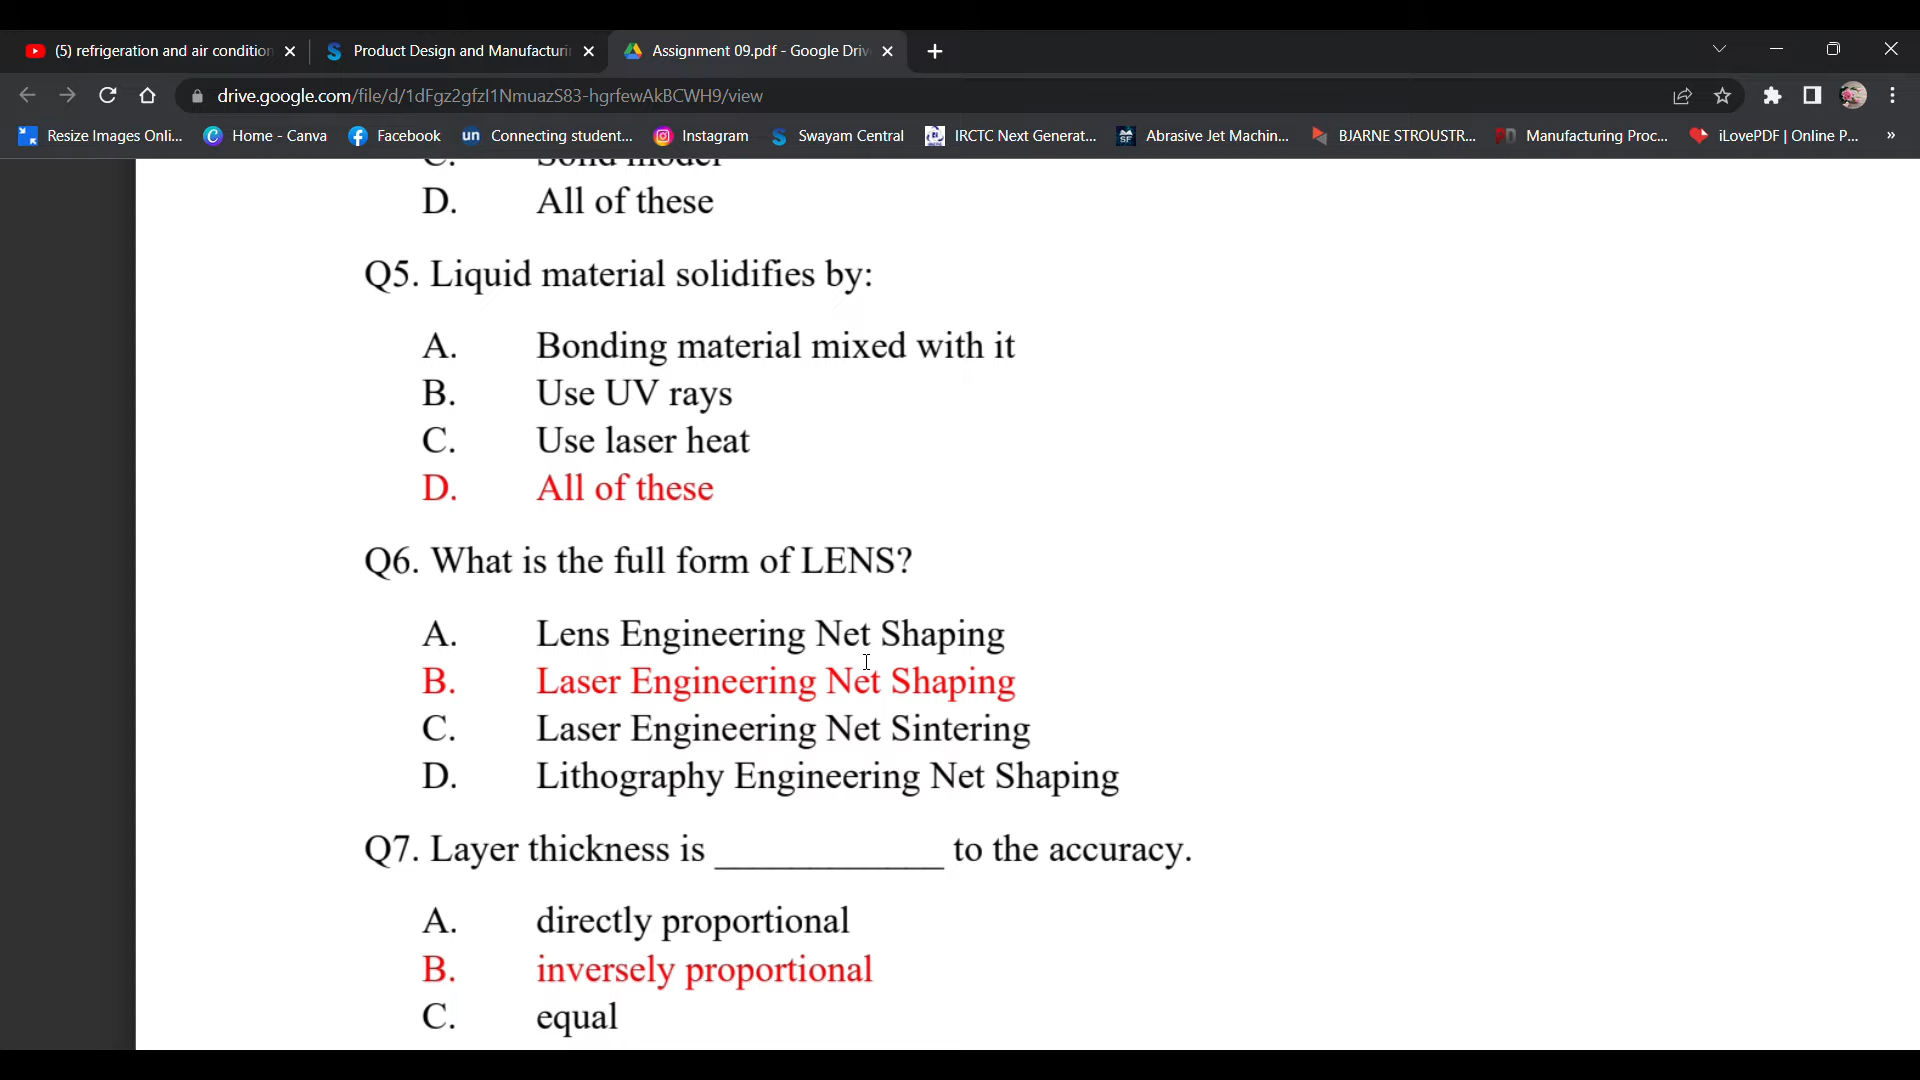 (5) refrigeration and air condition
Product Design and Manufacturi
Assignment 09.pdf - Google Driv
drive.google.com/file/d/1dFgz2gfzI1NmuazS83-hgrfewAkBCWH9/view
Resize Images Onli...
Home - Canva
Facebook
un Connecting student...
Instagram
Swayam Central
IRCTC Next Generat...
Abrasive Jet Machin...
BJARNE STROUSTR...
Manufacturing Proc...
iLovePDF | Online P...
»
C. Solid model
D. All of these
Q5. Liquid material solidifies by:
A. Bonding material mixed with it
B. Use UV rays
C. Use laser heat
D. All of these
Q6. What is the full form of LENS?
A. Lens Engineering Net Shaping
B. Laser Engineering Net Shaping
C. Laser Engineering Net Sintering
D. Lithography Engineering Net Shaping
Q7. Layer thickness is ____________ to the accuracy.
A. directly proportional
B. inversely proportional
C. equal